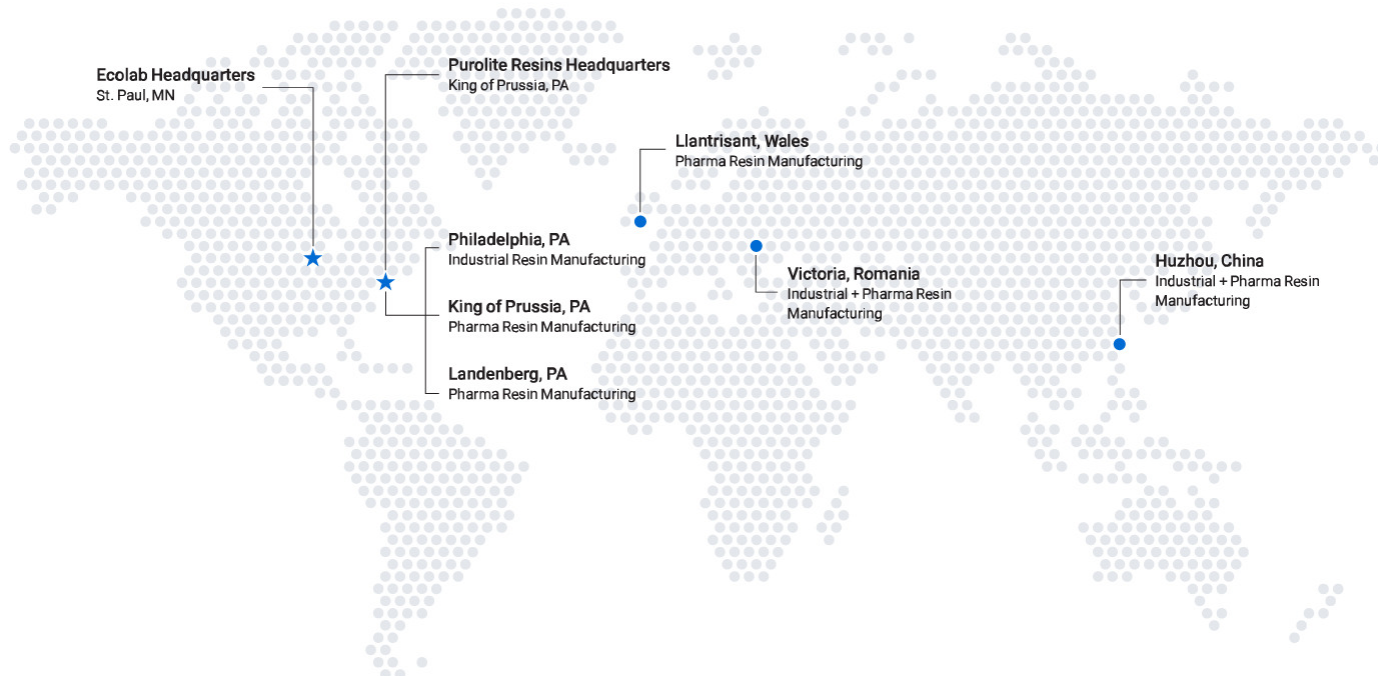 Ecolab Headquarters
St. Paul, MN
Purolite Resins Headquarters
King of Prussia, PA
Llantrisant, Wales
Pharma Resin Manufacturing
Philadelphia, PA
Industrial Resin Manufacturing
King of Prussia, PA
Pharma Resin Manufacturing
Landenberg, PA
Pharma Resin Manufacturing
Victoria, Romania
Industrial + Pharma Resin
Manufacturing
Huzhou, China
Industrial + Pharma Resin
Manufacturing